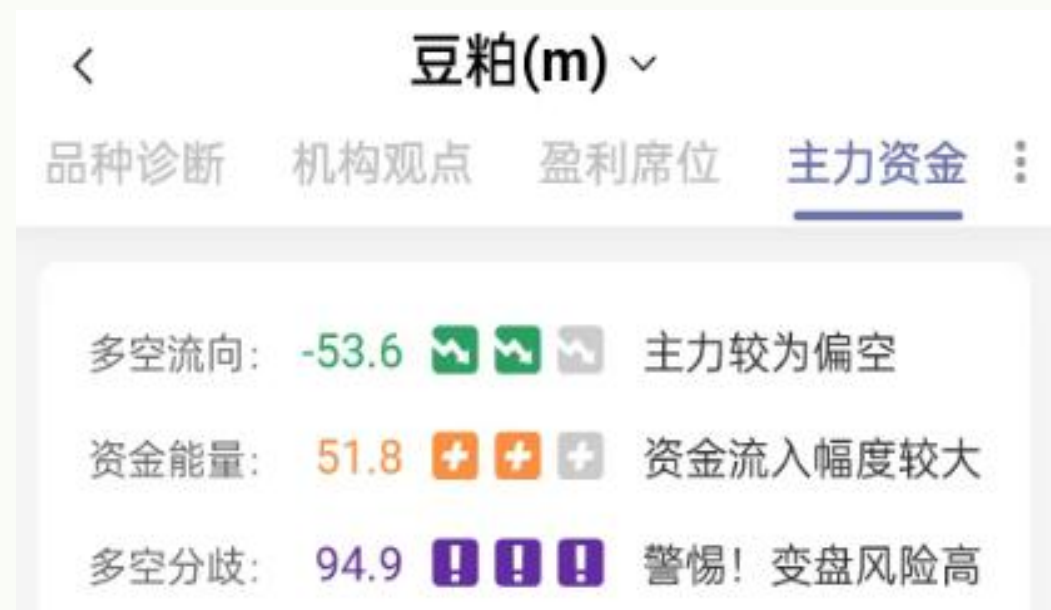 豆粕(m)
品种诊断 机构观点 盈利席位 主力资金
多空流向: -53.6 主力较为偏空
资金能量: 51.8 资金流入幅度较大
多空分歧: 94.9 警惕！变盘风险高